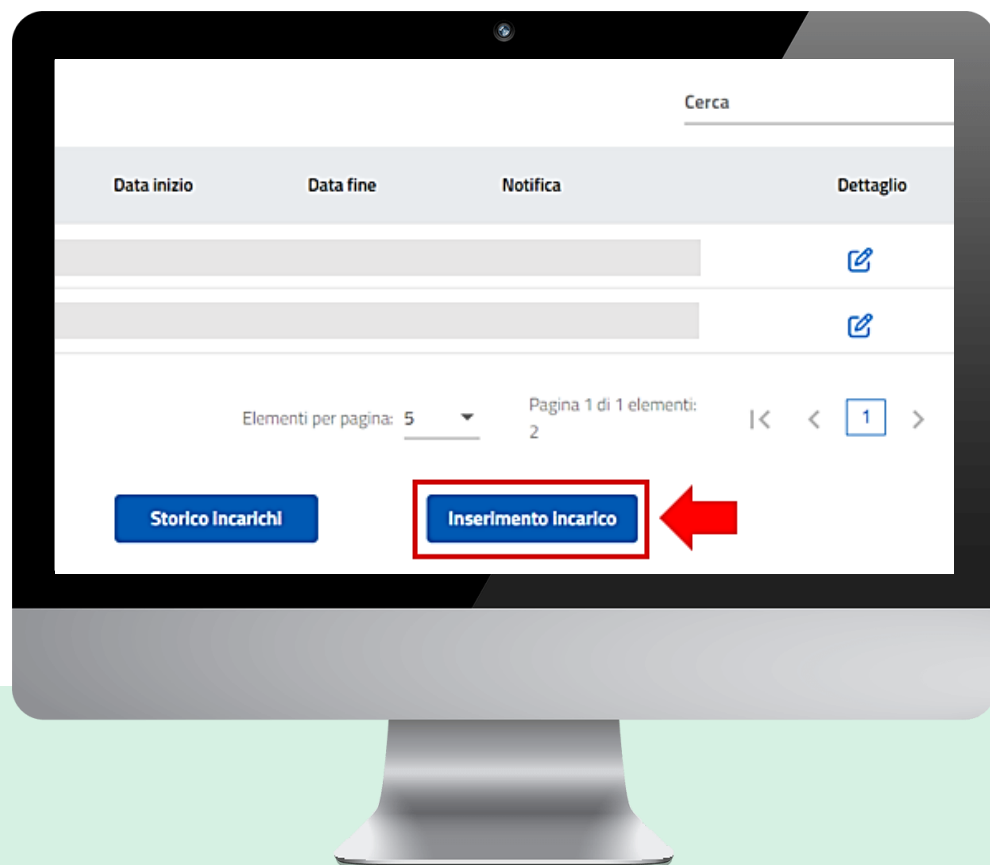 Cerca
Data inizio Data fine Notifica Dettaglio
Elementi per pagina: 5 Pagina 1 di 1 elementi:
2
1
Storico Incarichi Inserimento Incarico